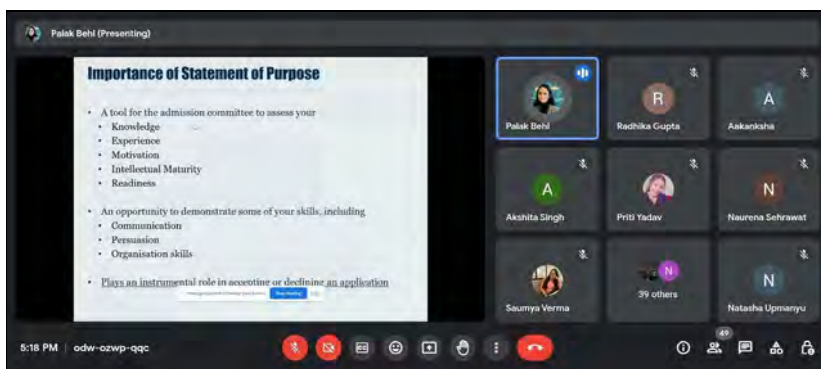 Palak Behl (Presenting)
Importance of Statement of Purpose
• A tool for the admission committee to assess your
• Knowledge
• Experience
• Motivation
• Intellectual Maturity
• Readiness
• An opportunity to demonstrate some of your skills, including
• Communication
• Persuasion
• Organisation skills
• Plays an instrumental role in accepting or declining an application
Palak Behl
R
Radhika Gupta
A
Aakanksha
A
Akshita Singh
Priti Yadav
N
Naurena Sehrawat
Saumya Verma
N
39 others
N
Natasha Upmanyu
5:18 PM | odw-ozwp-qqc
49